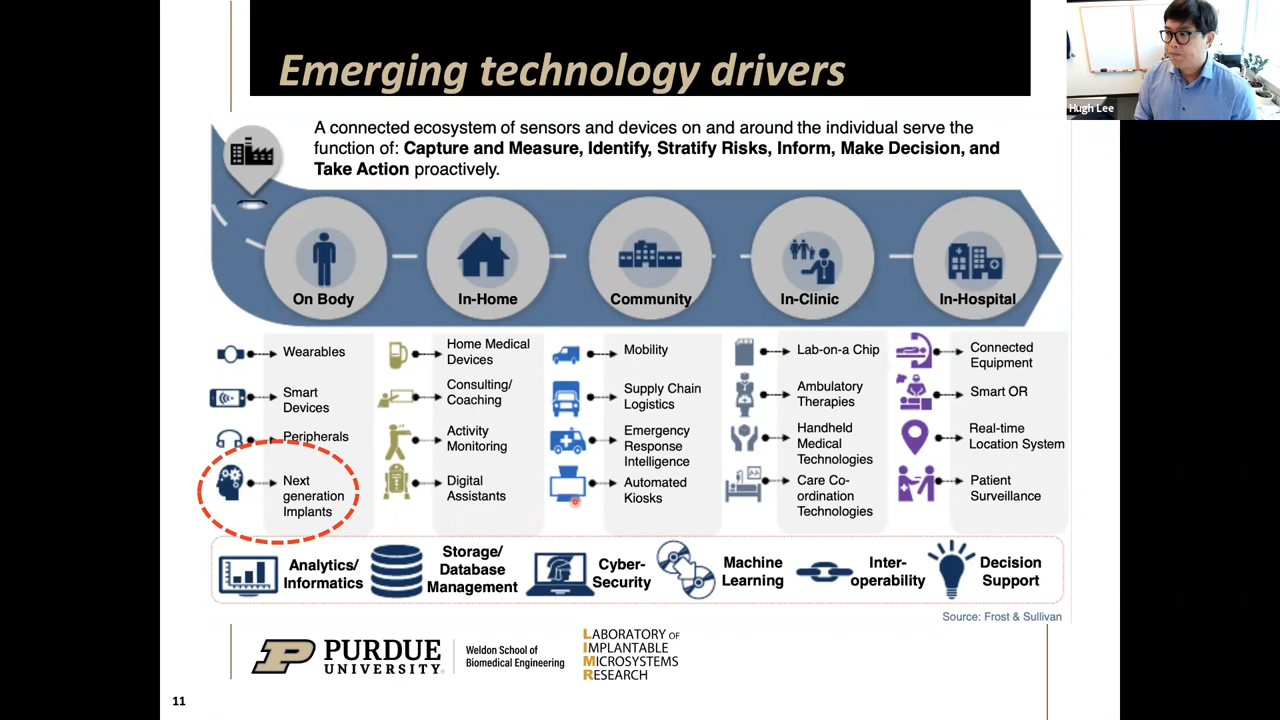 Emerging technology drivers
Hugh Lee
A connected ecosystem of sensors and devices on and around the individual serve the
function of: Capture and Measure, Identify, Stratify Risks, Inform, Make Decision, and
Take Action proactively.
On Body
In-Home
Community
In-Clinic
In-Hospital
Wearables
Smart
Devices
Peripherals
Next
generation
Implants
Home Medical
Devices
Consulting/
Coaching
Activity
Monitoring
Digital
Assistants
Mobility
Supply Chain
Logistics
Emergency
Response
Intelligence
Automated
Kiosks
Lab-on-a Chip
Ambulatory
Therapies
Handheld
Medical
Technologies
Care Co-
ordination
Technologies
Connected
Equipment
Smart OR
Real-time
Location System
Patient
Surveillance
Analytics/
Informatics
Storage/
Database
Management
Cyber-
Security
Machine
Learning
Inter-
operability
Decision
Support
Source: Frost & Sullivan
P PURDUE
UNIVERSITY
Weldon School of
Biomedical Engineering
LABORATORY OF
IMPLANTABLE
MICROSYSTEMS
RESEARCH
11